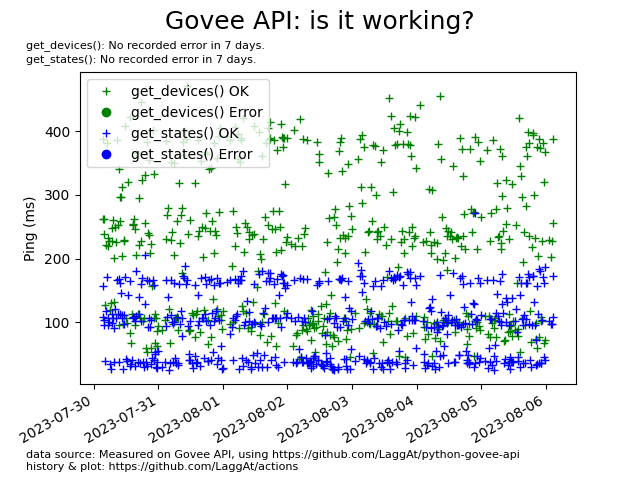 Govee API: is it working?
get_devices(): No recorded error in 7 days.
get_states(): No recorded error in 7 days.
get_devices() OK
get_devices() Error
get_states() OK
get_states() Error
Ping (ms)
400
300
200
100
2023-07-30
2023-07-31
2023-08-01
2023-08-02
2023-08-03
2023-08-04
2023-08-05
2023-08-06
data source: Measured on Govee API, using https://github.com/LaggAt/python-govee-api
history & plot: https://github.com/LaggAt/actions